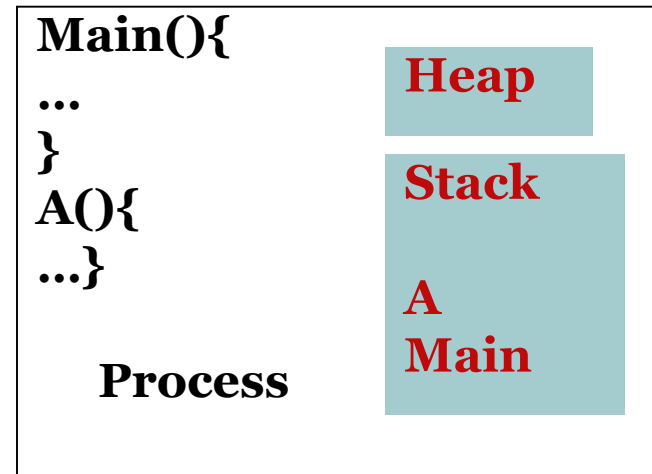 Main(){
...
}
A(){
...}
Process
Heap
Stack
A
Main